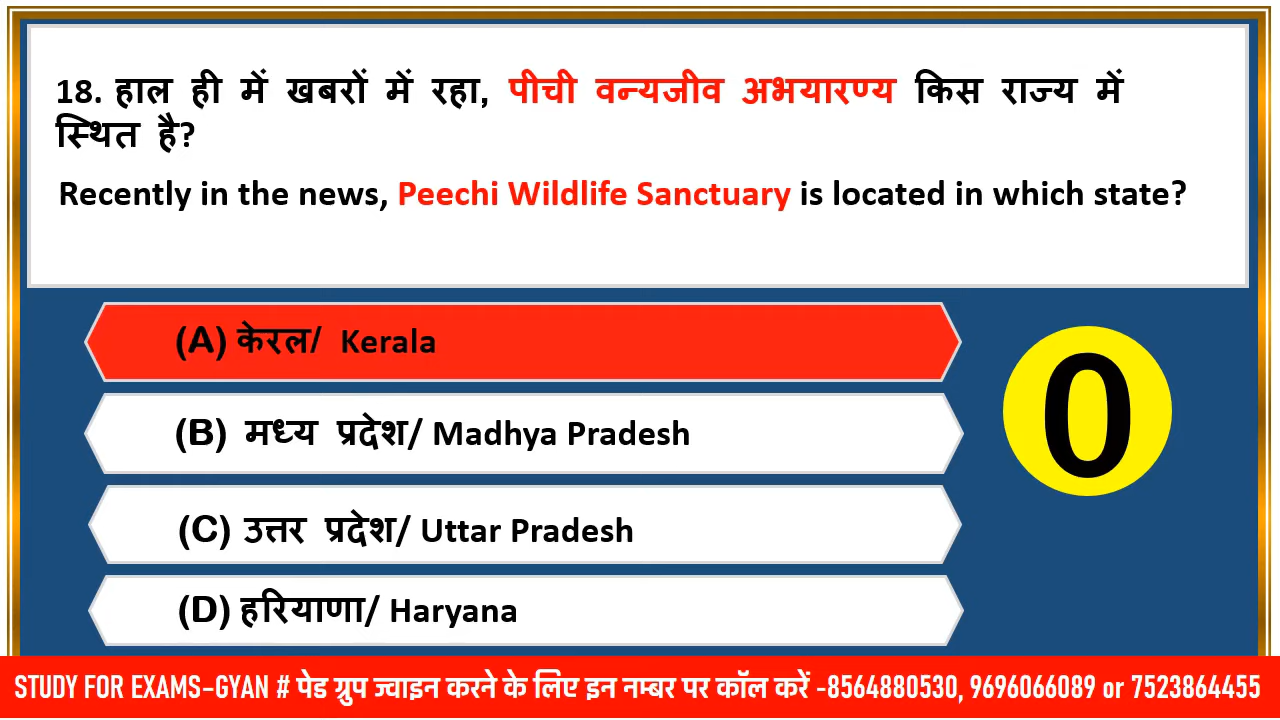 18. हाल ही में खबरों में रहा, पीची वन्यजीव अभयारण्य किस राज्य में
स्थित है?
Recently in the news, Peechi Wildlife Sanctuary is located in which state?
(A) केरल/ Kerala
(B) मध्य प्रदेश/ Madhya Pradesh
(C) उत्तर प्रदेश/ Uttar Pradesh
(D) हरियाणा/ Haryana
0
STUDY FOR EXAMS-GYAN # पेड ग्रुप ज्वाइन करने के लिए इन नम्बर पर कॉल करें -8564880530, 9696066089 or 7523864455